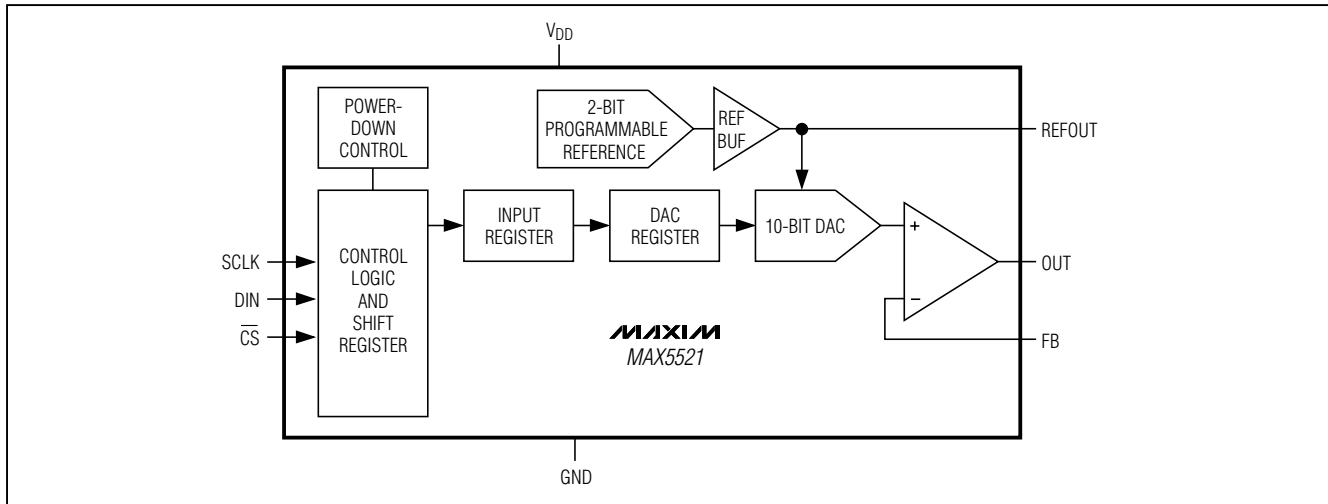 VDD
POWER-
DOWN
CONTROL
2-BIT
PROGRAMMABLE
REFERENCE
REF
BUF
REFOUT
CONTROL
LOGIC
AND
SHIFT
REGISTER
INPUT
REGISTER
DAC
REGISTER
10-BIT DAC
+
−
SCLK
DIN
C̅S̅
OUT
FB
MAXIM
MAX5521
GND